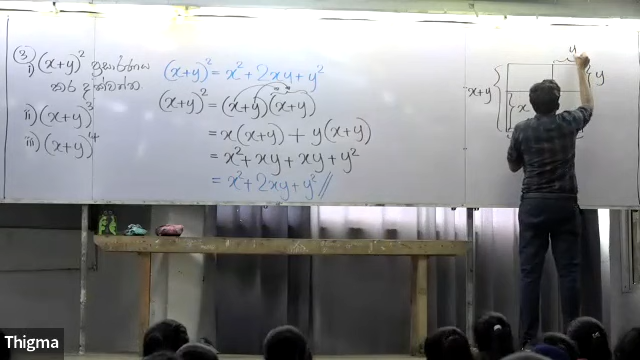 ③
i) (x+y)² ප්‍රසාරණය
කර දක්වන්න
ii) (x+y)³
iii) (x+y)⁴
(x+y)² = x² + 2xy + y²
(x+y)² = (x+y)(x+y)
= x(x+y) + y(x+y)
= x² + xy + xy + y²
= x² + 2xy + y² //
y
y
x+y
x
Thigma